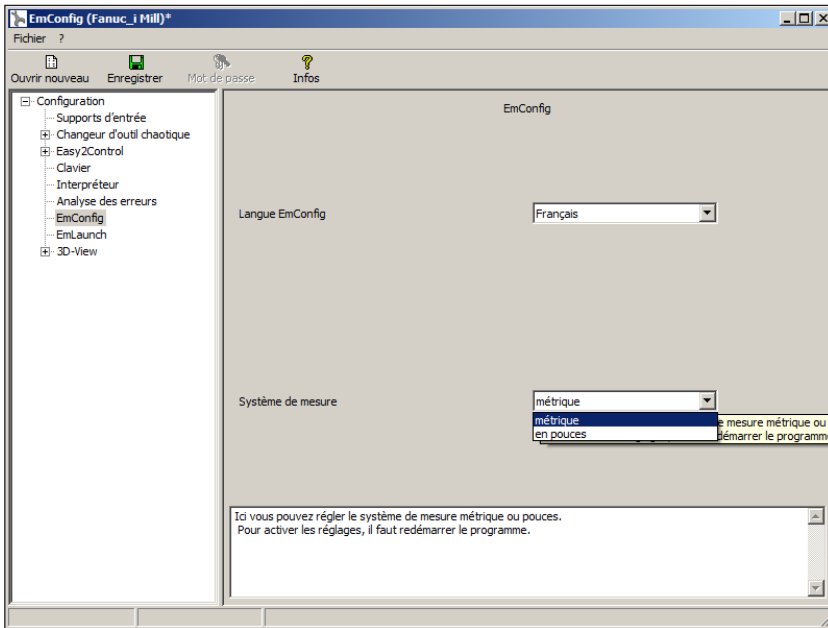 EmConfig (Fanuc_i Mill)*
Fichier ?
Ouvrir nouveau Enregistrer Mot de passe Infos
Configuration
Supports d'entrée
Changeur d'outil chaotique
Easy2Control
Clavier
Interpréteur
Analyse des erreurs
EmConfig
EmLaunch
3D-View
EmConfig
Langue EmConfig Français
Système de mesure métrique
métrique
en pouces
e mesure métrique ou
démarrer le programme
Ici vous pouvez régler le système de mesure métrique ou pouces.
Pour activer les réglages, il faut redémarrer le programme.